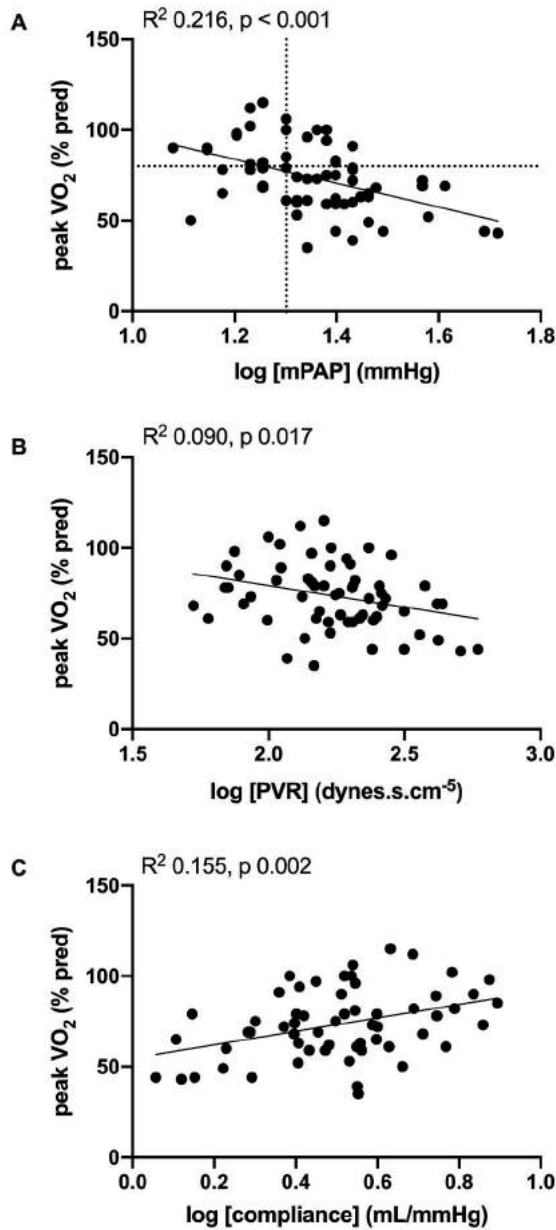 A
R² 0.216, p < 0.001
150
100
50
0
peak VO₂ (% pred)
1.0 1.2 1.4 1.6 1.8
log [mPAP] (mmHg)
B
R² 0.090, p 0.017
150
100
50
0
peak VO₂ (% pred)
1.5 2.0 2.5 3.0
log [PVR] (dynes.s.cm⁻⁵)
C
R² 0.155, p 0.002
150
100
50
0
peak VO₂ (% pred)
0.0 0.2 0.4 0.6 0.8 1.0
log [compliance] (mL/mmHg)